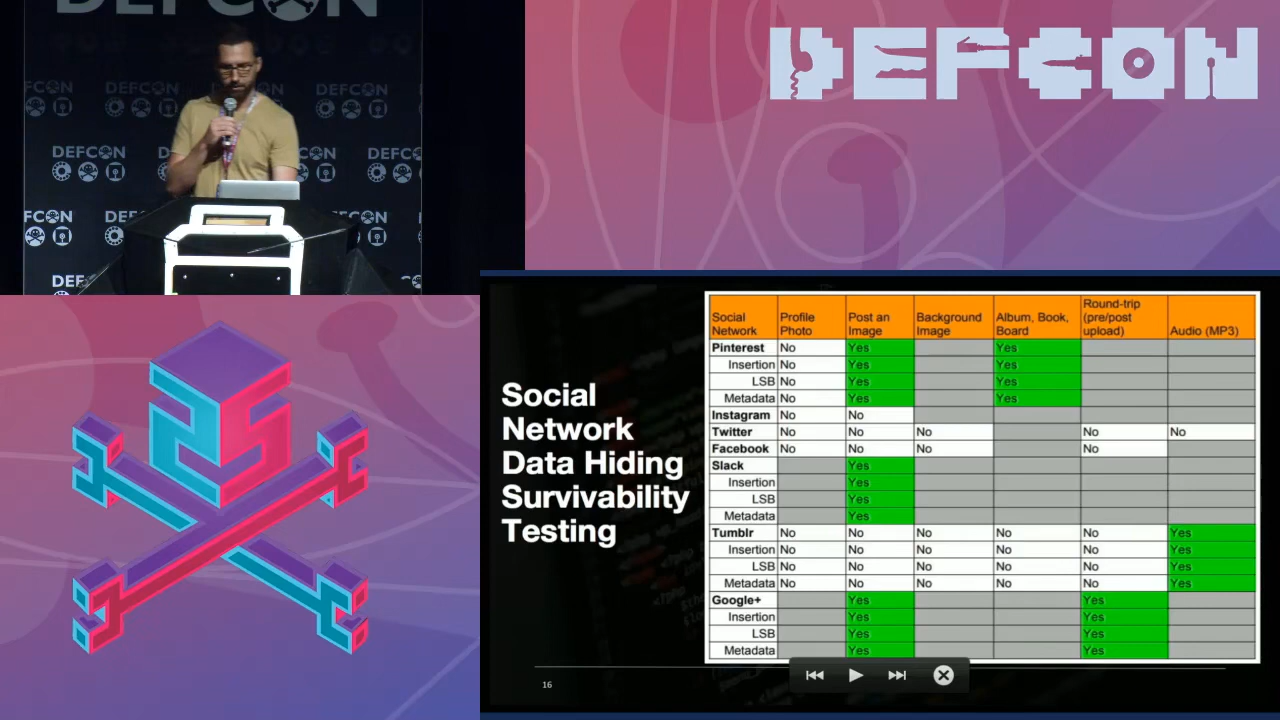 DEFCON
DEFCON
DEFCON
DEFCON
DEFCON
DEFCON
Social
Network
Data Hiding
Survivability
Testing
Social Network | Profile Photo | Post an Image | Background Image | Album, Book, Board | Round-trip (pre/post upload) | Audio (MP3)
Pinterest No Yes Yes
Insertion No Yes Yes
LSB No Yes Yes
Metadata No Yes Yes
Instagram No No
Twitter No No No No No
Facebook No No No No
Slack Yes
Insertion Yes
LSB Yes
Metadata Yes
Tumblr No No No No No Yes
Insertion No No No No No Yes
LSB No No No No No Yes
Metadata No No No No No Yes
Google+ Yes Yes
Insertion Yes Yes
LSB Yes Yes
Metadata Yes Yes
16